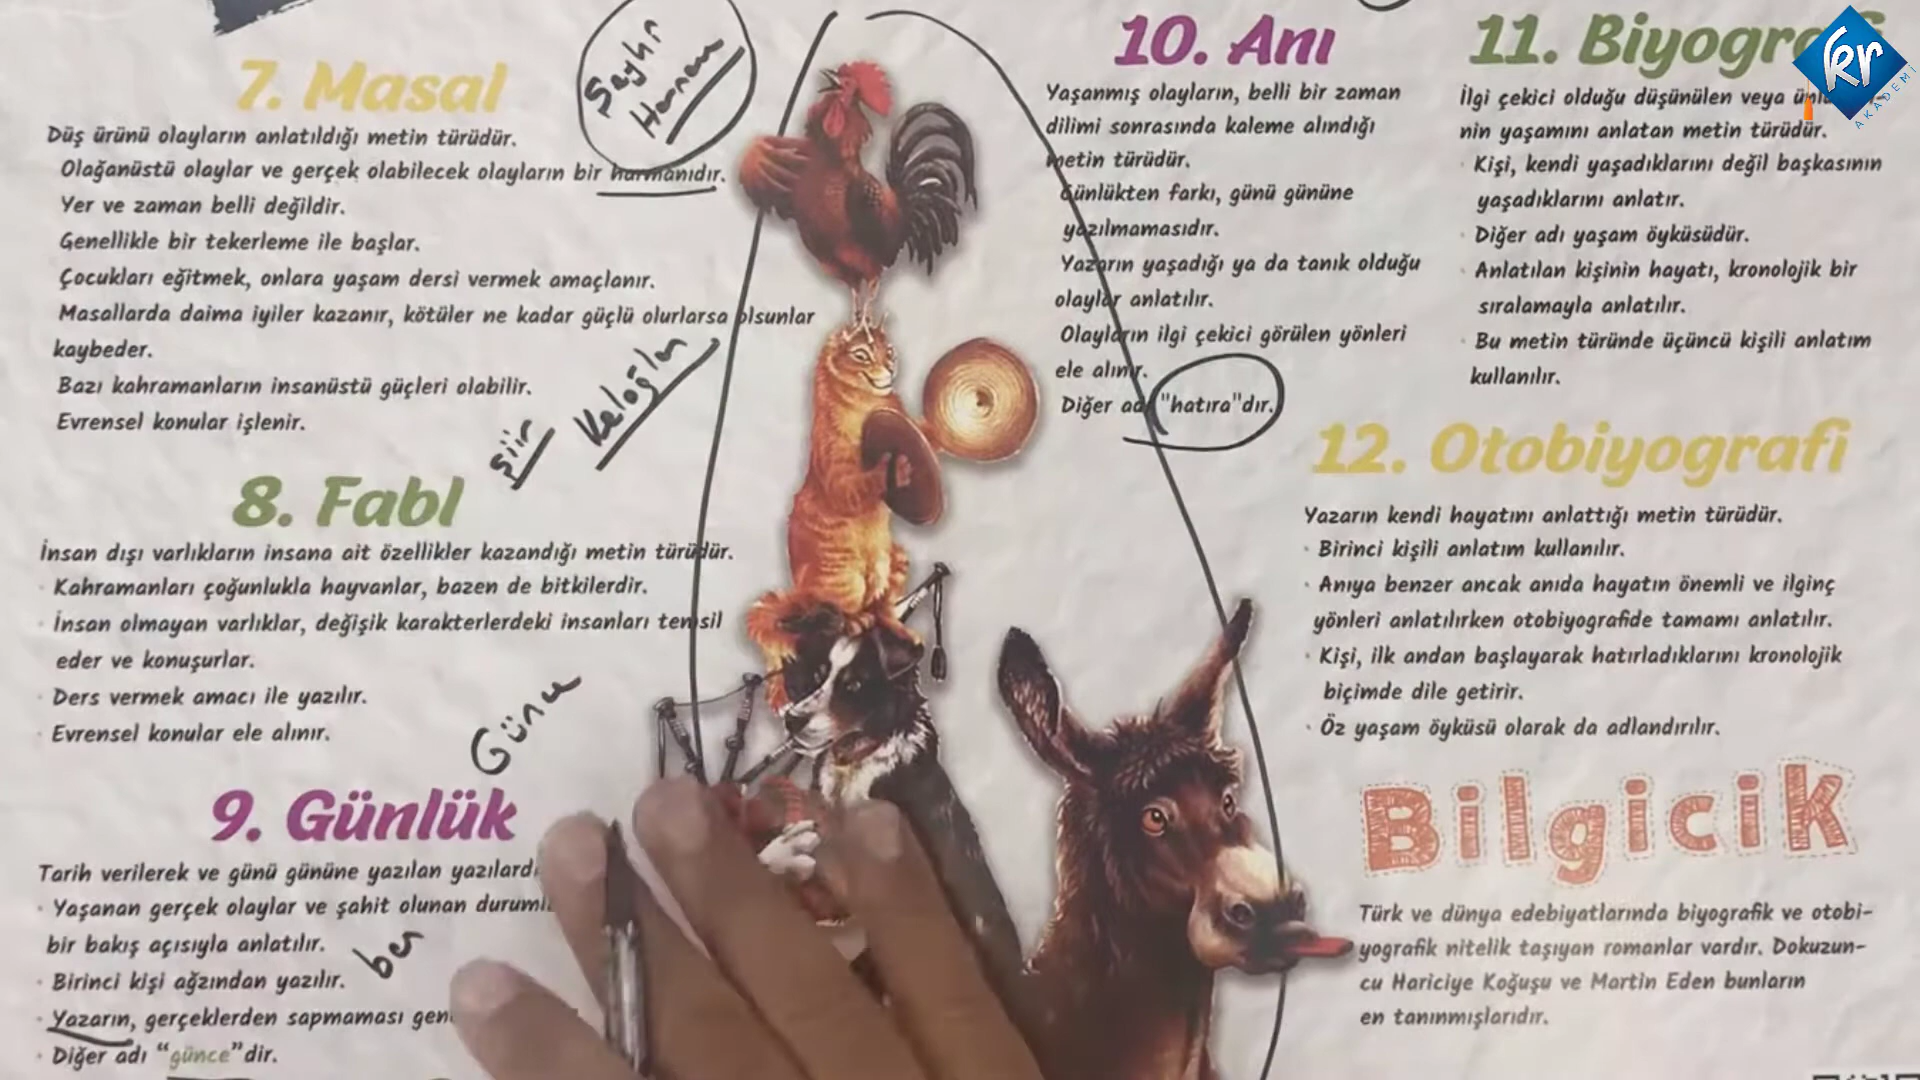 7. Masal
Düş ürünü olayların anlatıldığı metin türüdür.
Olağanüstü olaylar ve gerçek olabilecek olayların bir harmanıdır.
Yer ve zaman belli değildir.
Genellikle bir tekerleme ile başlar.
Çocukları eğitmek, onlara yaşam dersi vermek amaçlanır.
Masallarda daima iyiler kazanır, kötüler ne kadar güçlü olurlarsa olsunlar
kaybeder.
Bazı kahramanların insanüstü güçleri olabilir.
Evrensel konular işlenir.
şiir
Keloğlan
8. Fabl
İnsan dışı varlıkların insana ait özellikler kazandığı metin türüdür.
· Kahramanları çoğunlukla hayvanlar, bazen de bitkilerdir.
· İnsan olmayan varlıklar, değişik karakterlerdeki insanları temsil
eder ve konuşurlar.
· Ders vermek amacı ile yazılır.
· Evrensel konular ele alınır.
Günce
9. Günlük
Tarih verilerek ve günü gününe yazılan yazılard
· Yaşanan gerçek olaylar ve şahit olunan duruml
bir bakış açısıyla anlatılır.
· Birinci kişi ağzından yazılır.
ben
· Yazarın, gerçeklerden sapmaması gen
· Diğer adı “günce”dir.
10. Anı
Yaşanmış olayların, belli bir zaman
dilimi sonrasında kaleme alındığı
metin türüdür.
Günlükten farkı, günü gününe
yazılmamasıdır.
Yazarın yaşadığı ya da tanık olduğu
olaylar anlatılır.
Olayların ilgi çekici görülen yönleri
ele alınır.
Diğer adı "hatıra"dır.
11. Biyografi
İlgi çekici olduğu düşünülen veya
nin yaşamını anlatan metin türüdür.
· Kişi, kendi yaşadıklarını değil başkasının
yaşadıklarını anlatır.
· Diğer adı yaşam öyküsüdür.
· Anlatılan kişinin hayatı, kronolojik bir
sıralamayla anlatılır.
· Bu metin türünde üçüncü kişili anlatım
kullanılır.
12. Otobiyografi
Yazarın kendi hayatını anlattığı metin türüdür.
· Birinci kişili anlatım kullanılır.
· Anıya benzer ancak anıda hayatın önemli ve ilginç
yönleri anlatılırken otobiyografide tamamı anlatılır.
· Kişi, ilk andan başlayarak hatırladıklarını kronolojik
biçimde dile getirir.
· Öz yaşam öyküsü olarak da adlandırılır.
Bilgicik
Türk ve dünya edebiyatlarında biyografik ve otobi-
yografik nitelik taşıyan romanlar vardır. Dokuzun-
cu Hariciye Koğuşu ve Martin Eden bunların
en tanınmışlarıdır.
kr
AKADEMİ